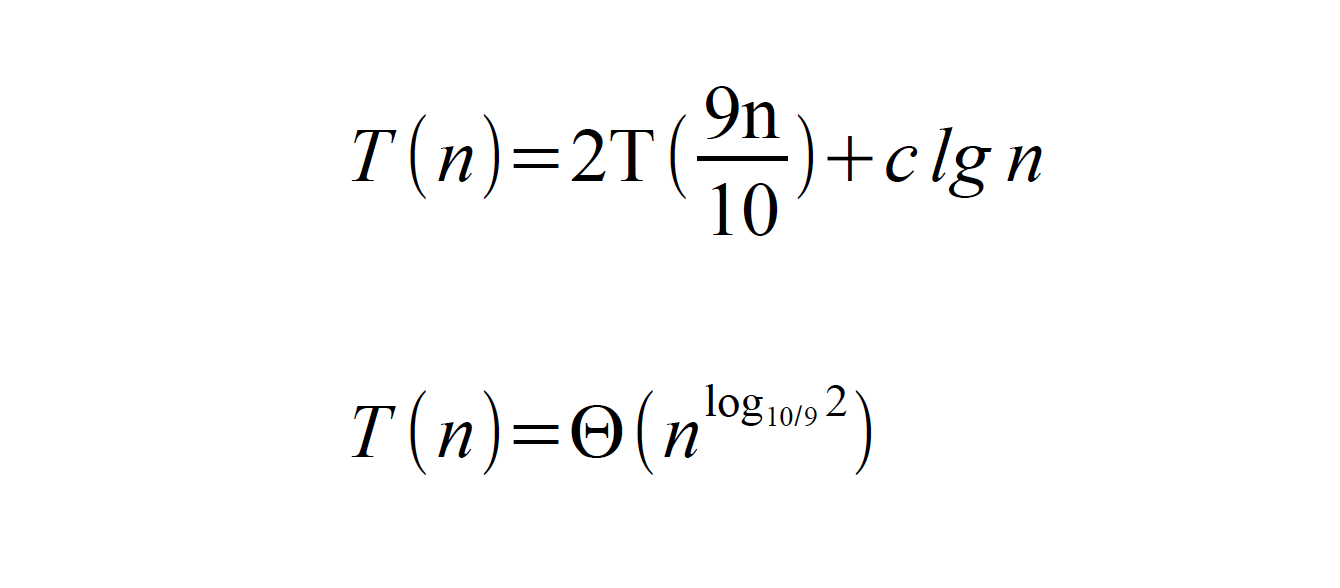 T(n)=2T(9n/10)+c lg n
T(n)=Θ(n^{log_{10/9} 2})